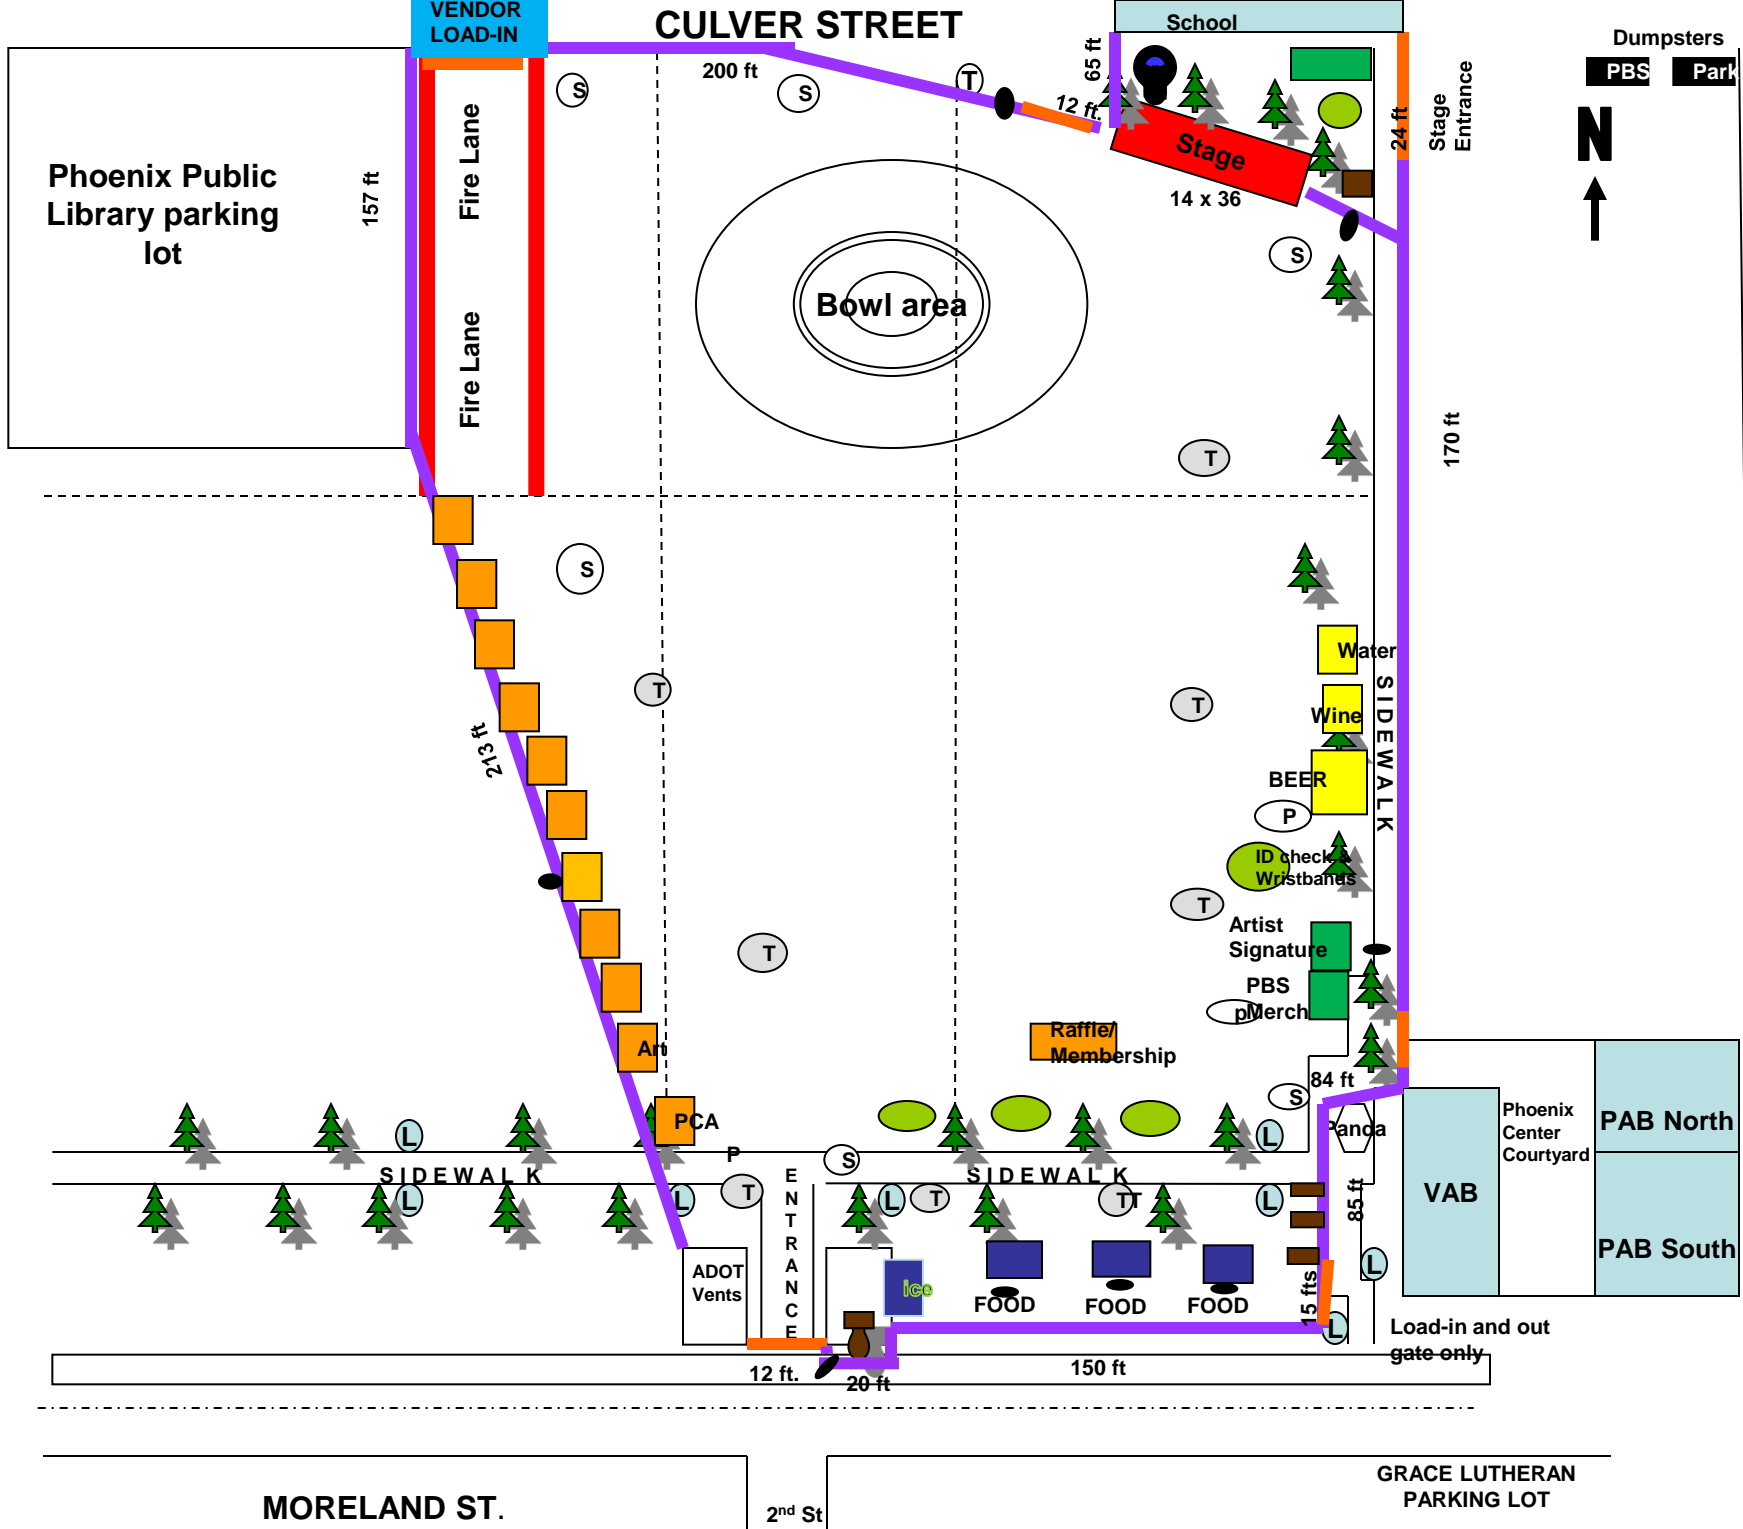 VENDOR
LOAD-IN
CULVER STREET
School
Dumpsters
PBS
Park
200 ft
S
S
T
65 ft
12 ft.
24 ft
Stage
Entrance
N
Fire Lane
Phoenix Public
Library parking
lot
157 ft
Stage
14 x 36
S
Bowl area
Fire Lane
170 ft
T
S
Water
T
T
Wine
SIDEWALK
213 ft
BEER
P
ID check &
Wristbands
T
Artist
Signature
T
PBS
Merch
p
Raffle/
Membership
Art
84 ft
S
PCA
L
L
Panda
Phoenix
Center
Courtyard
PAB North
P
S
SIDEWALK
SIDEWALK
ENTRANCE
L
L
T
L
T
TT
L
85 ft
VAB
PAB South
ADOT
Vents
ice
L
FOOD
FOOD
FOOD
15 fts
L
Load-in and out
gate only
12 ft.
20 ft
150 ft
GRACE LUTHERAN
PARKING LOT
MORELAND ST.
2nd St